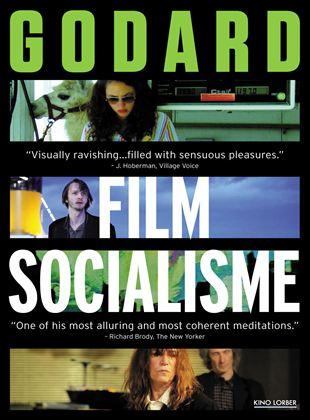 GODARD
“Visually ravishing...filled with sensuous pleasures.”
– J. Hoberman, Village Voice
FILM
SOCIALISME
“One of his most alluring and most coherent meditations.”
– Richard Brody, The New Yorker
KINO LORBER